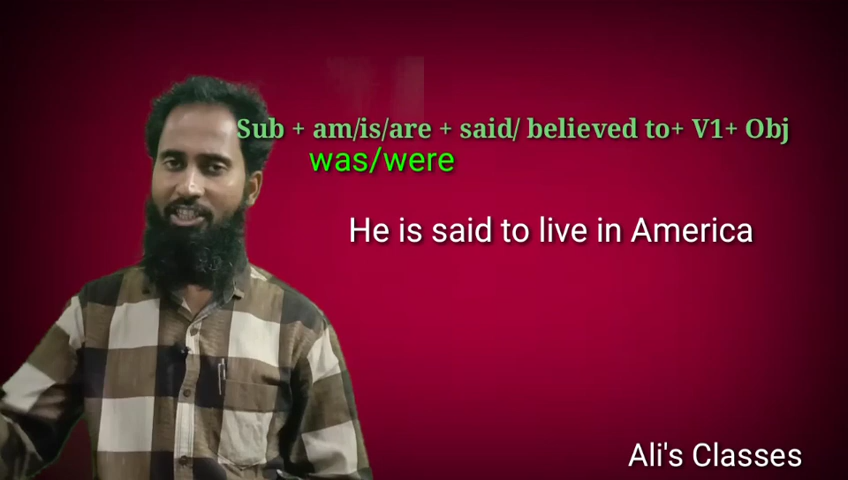 Sub + am/is/are + said/ believed to+ V1+ Obj
was/were
He is said to live in America
Ali's Classes